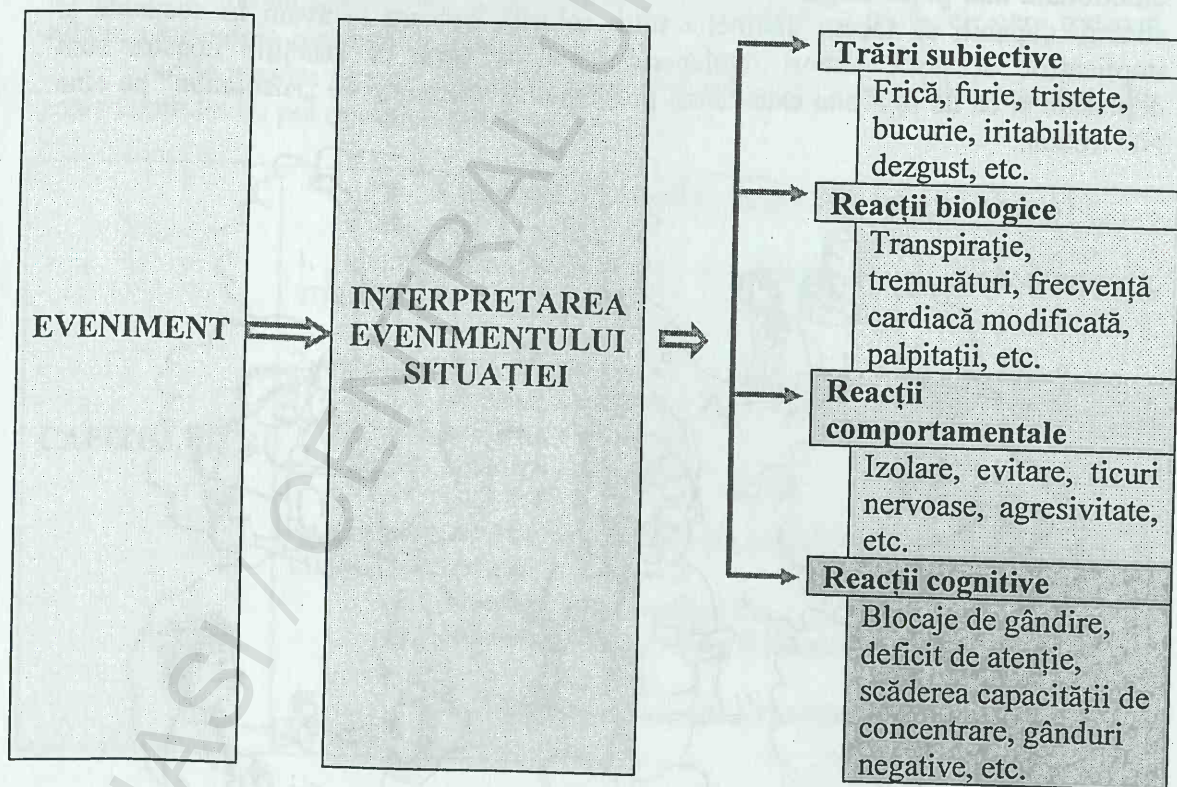 EVENIMENT
INTERPRETAREA
EVENIMENTULUI
SITUAȚIEI
Trăiri subiective
Frică, furie, tristețe,
bucurie, iritabilitate,
dezgust, etc.
Reacții biologice
Transpirație,
tremurături, frecvență
cardiacă modificată,
palpitații, etc.
Reacții
comportamentale
Izolare, evitare, ticuri
nervoase, agresivitate,
etc.
Reacții cognitive
Blocaje de gândire,
deficit de atenție,
scăderea capacității de
concentrare, gânduri
negative, etc.
IASI / CENTRAL